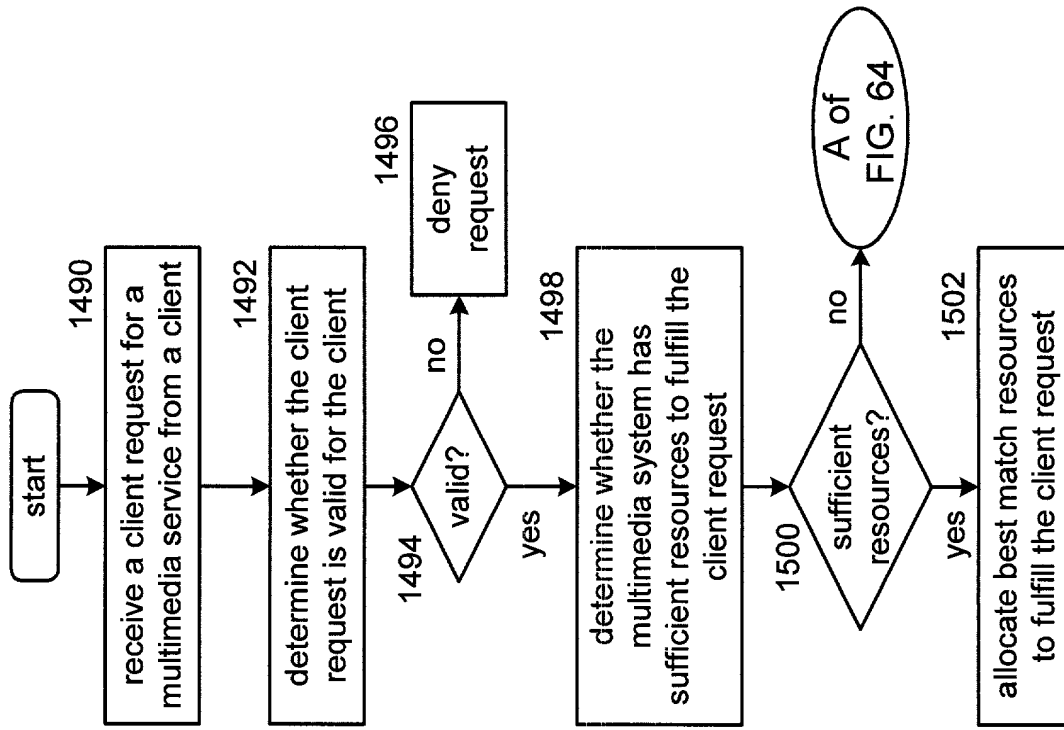 start
1490
receive a client request for a
multimedia service from a client
1492
determine whether the client
request is valid for the client
1494
valid?
no
1496
deny
request
yes
1498
determine whether the
multimedia system has
sufficient resources to fulfill the
client request
1500
sufficient
resources?
no
A of
FIG. 64
yes
1502
allocate best match resources
to fulfill the client request